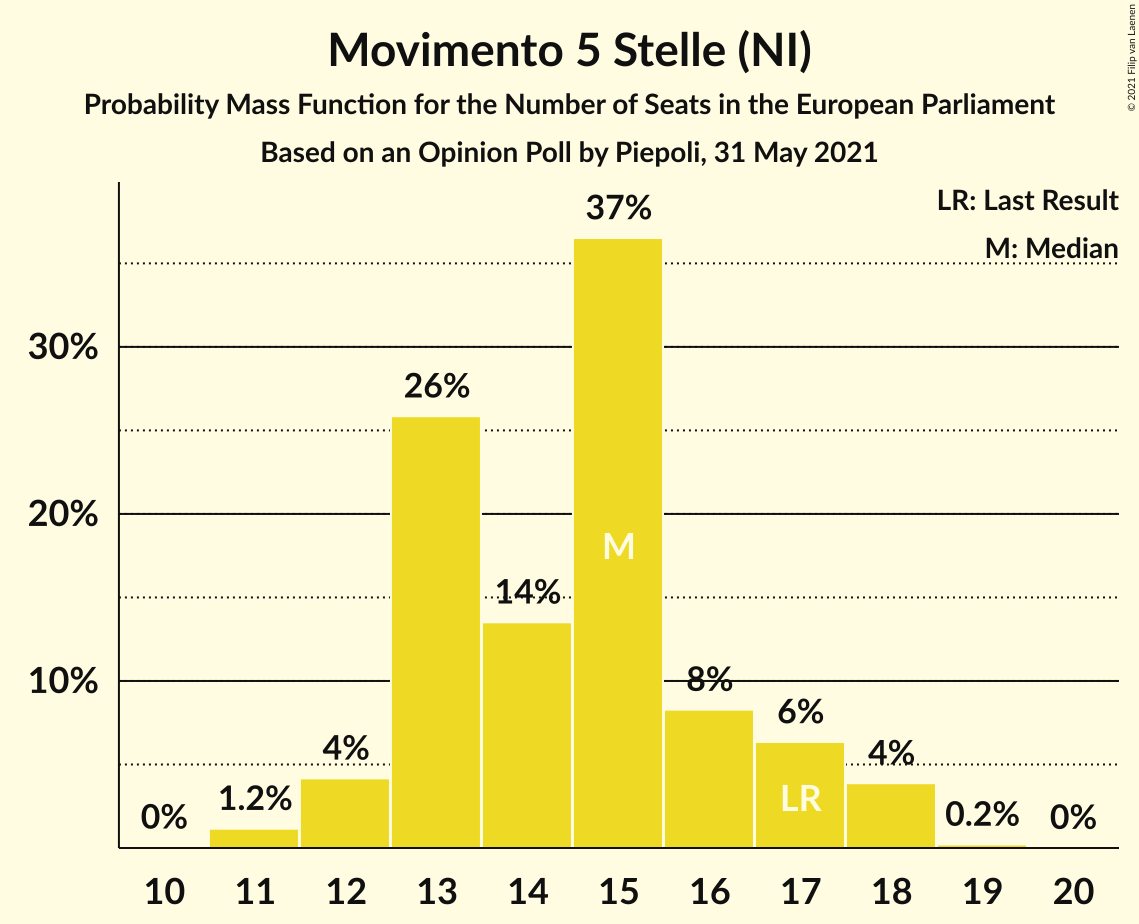 Movimento 5 Stelle (NI)
Probability Mass Function for the Number of Seats in the European Parliament
Based on an Opinion Poll by Piepoli, 31 May 2021
© 2021 Filip van Laenen
LR: Last Result
M: Median
37%
30%
26%
20%
M
14%
10%
8%
6%
4%
4%
LR
1.2%
0%
0.2%
0%
10 11 12 13 14 15 16 17 18 19 20